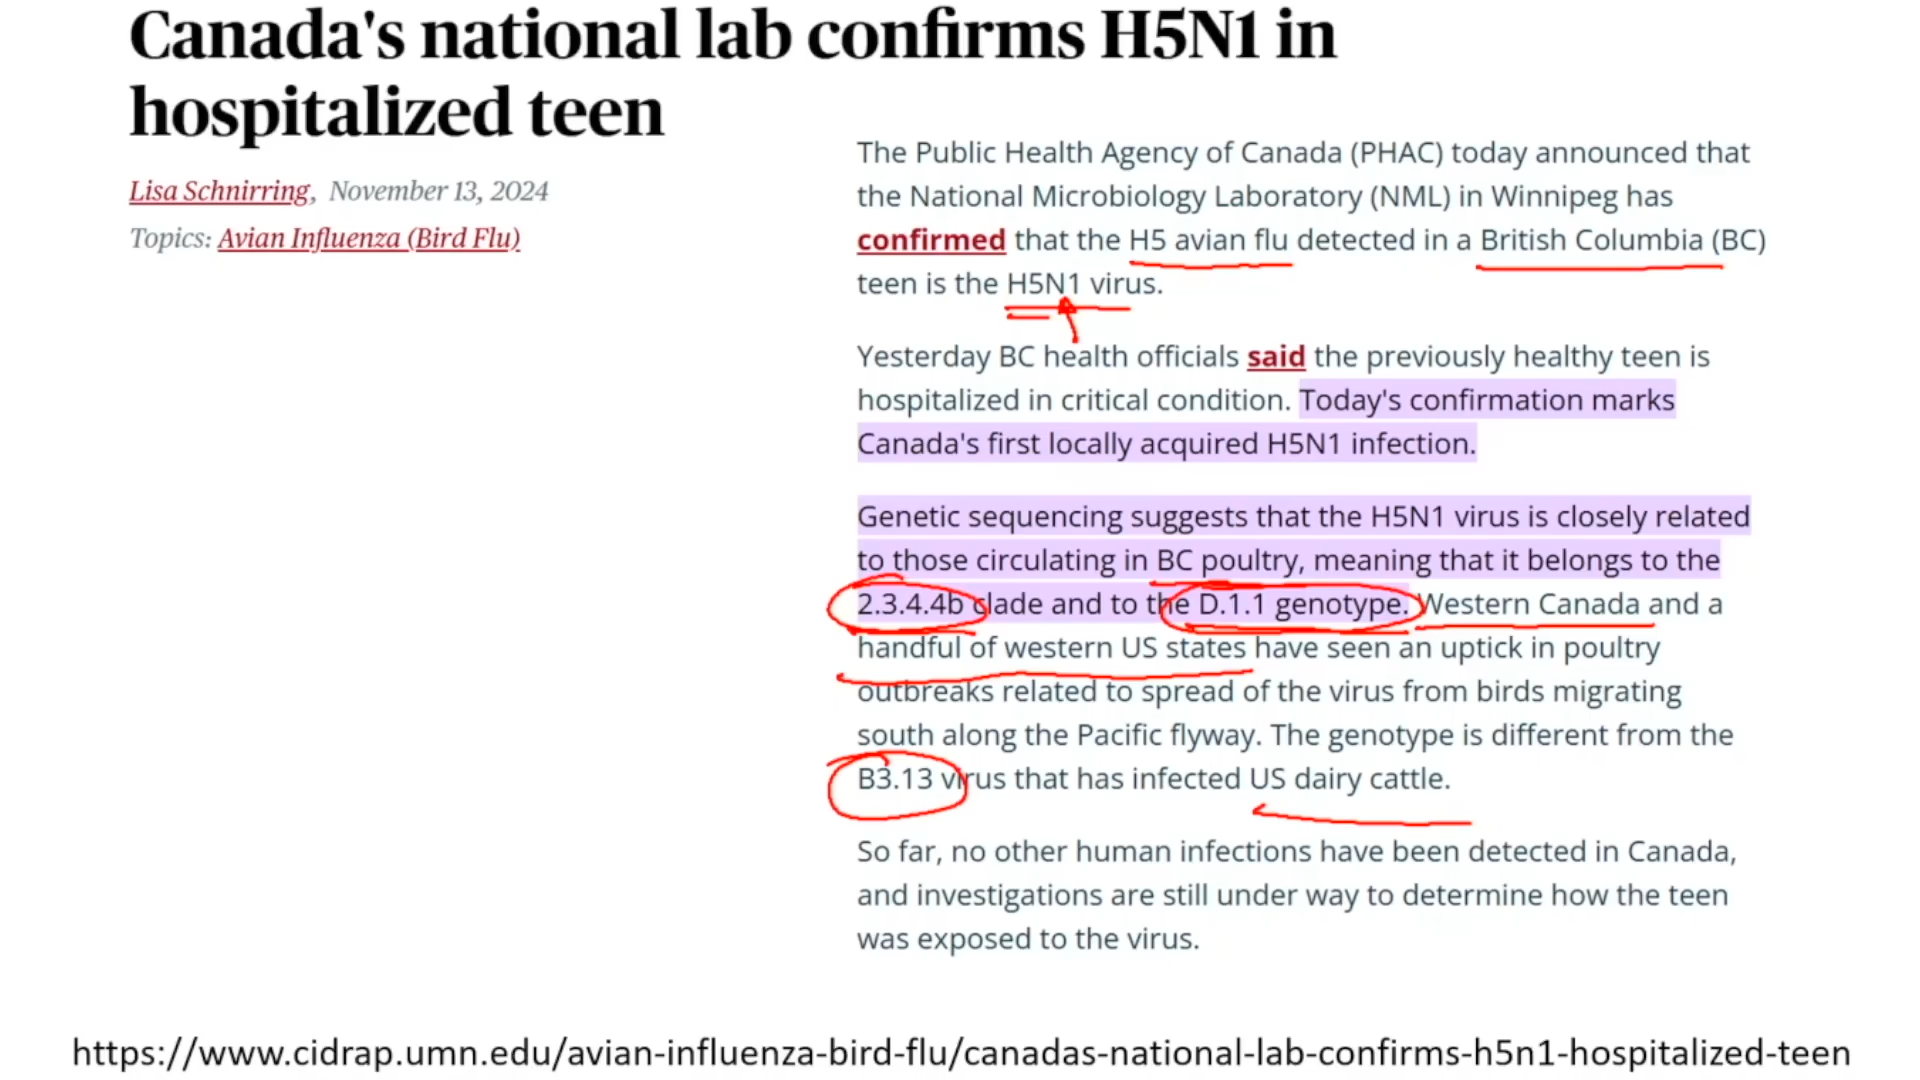 Canada's national lab confirms H5N1 in
hospitalized teen
Lisa Schnirring, November 13, 2024
Topics: Avian Influenza (Bird Flu)
The Public Health Agency of Canada (PHAC) today announced that
the National Microbiology Laboratory (NML) in Winnipeg has
confirmed that the H5 avian flu detected in a British Columbia (BC)
teen is the H5N1 virus.
Yesterday BC health officials said the previously healthy teen is
hospitalized in critical condition. Today's confirmation marks
Canada's first locally acquired H5N1 infection.
Genetic sequencing suggests that the H5N1 virus is closely related
to those circulating in BC poultry, meaning that it belongs to the
2.3.4.4b clade and to the D.1.1 genotype. Western Canada and a
handful of western US states have seen an uptick in poultry
outbreaks related to spread of the virus from birds migrating
south along the Pacific flyway. The genotype is different from the
B3.13 virus that has infected US dairy cattle.
So far, no other human infections have been detected in Canada,
and investigations are still under way to determine how the teen
was exposed to the virus.
https://www.cidrap.umn.edu/avian-influenza-bird-flu/canadas-national-lab-confirms-h5n1-hospitalized-teen